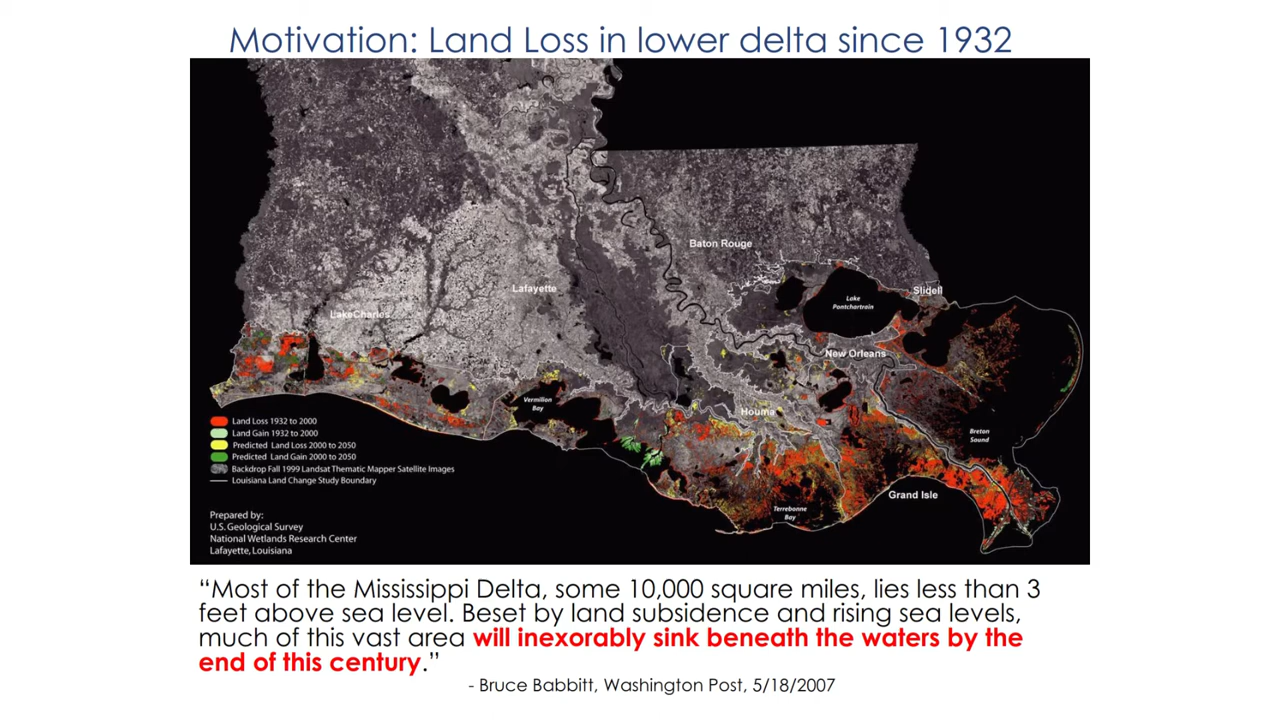 Motivation: Land Loss in lower delta since 1932
Baton Rouge
Lafayette
LakeCharles
Slidell
Lake
Pontchartrain
New Orleans
Vermilion
Bay
Houma
Breton
Sound
Grand Isle
Terrebonne
Bay
Land Loss 1932 to 2000
Land Gain 1932 to 2000
Predicted Land Loss 2000 to 2050
Predicted Land Gain 2000 to 2050
Backdrop Fall 1999 Landsat Thematic Mapper Satellite Images
Louisiana Land Change Study Boundary
Prepared by:
U.S. Geological Survey
National Wetlands Research Center
Lafayette, Louisiana
“Most of the Mississippi Delta, some 10,000 square miles, lies less than 3
feet above sea level. Beset by land subsidence and rising sea levels,
much of this vast area will inexorably sink beneath the waters by the
end of this century.”
- Bruce Babbitt, Washington Post, 5/18/2007